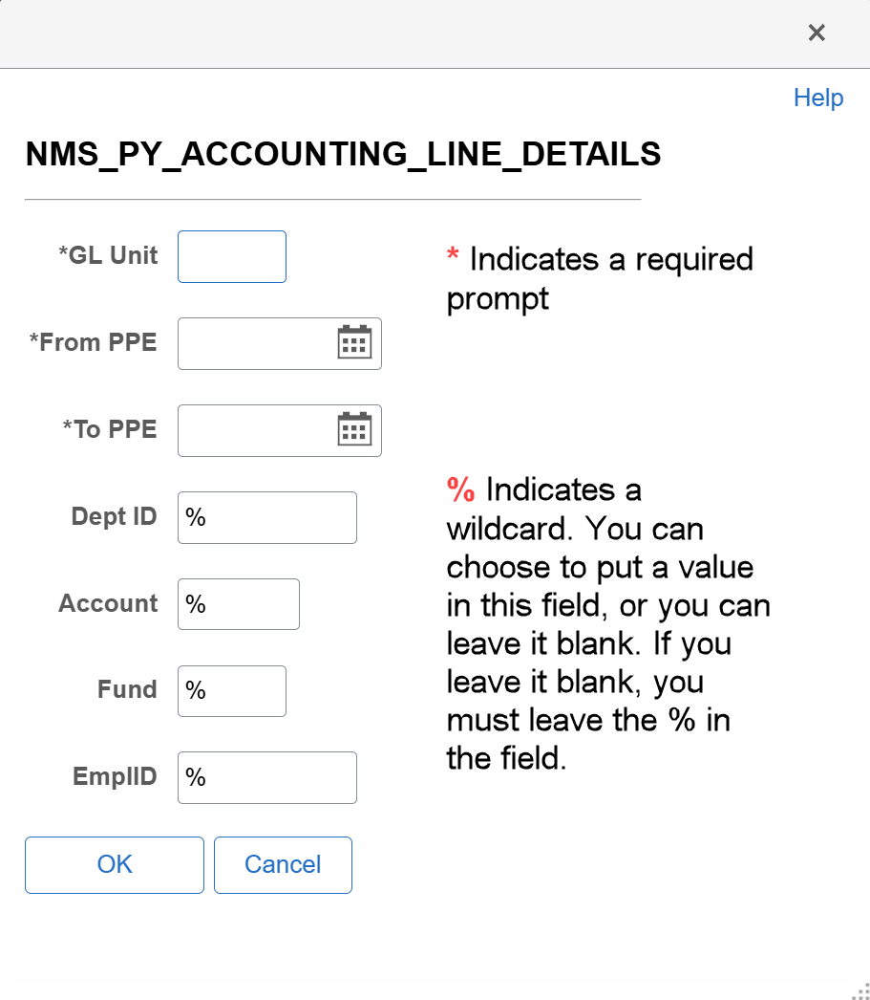 Help
NMS_PY_ACCOUNTING_LINE_DETAILS
*GL Unit
* Indicates a required
prompt
*From PPE
*To PPE
Dept ID %
% Indicates a
wildcard. You can
choose to put a value
in this field, or you can
leave it blank. If you
leave it blank, you
must leave the % in
the field.
Account %
Fund %
EmplID %
OK Cancel